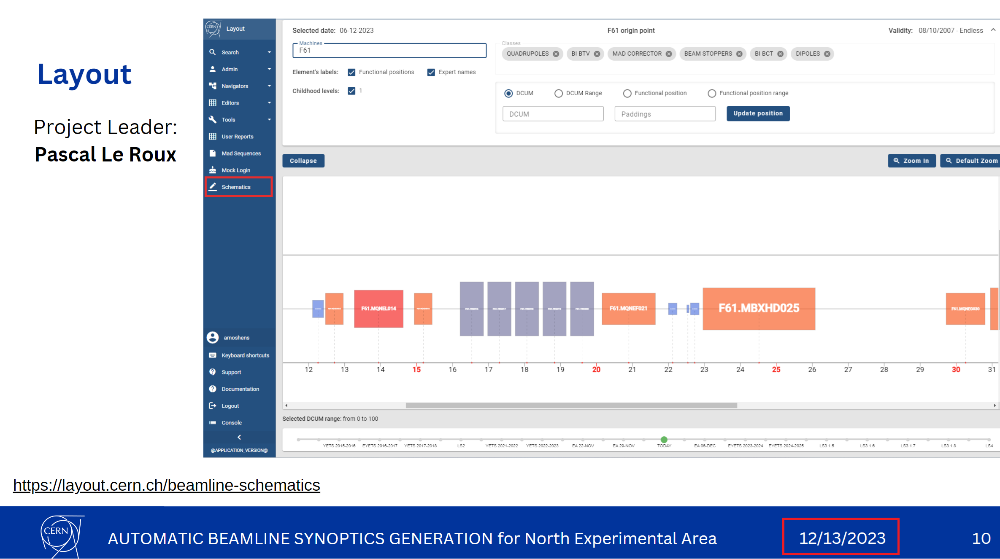 Layout
Project Leader:
Pascal Le Roux
CERN
Layout
Search
Admin
Navigators
Editors
Tools
User Reports
Mad Sequences
Mock Login
Schematics
amoshens
Keyboard shortcuts
Support
Documentation
Logout
Console
@APPLICATION_VERSION@
Selected date: 06-12-2023
F61 origin point
Validity: 08/10/2007 - Endless
Machines
F61
Classes
QUADRUPOLES BI BTV MAD CORRECTOR BEAM STOPPERS BI BCT DIPOLES
Element's labels: Functional positions Expert names
Childhood levels: 1
DCUM DCUM Range Functional position Functional position range
DCUM Paddings Update position
Collapse
Zoom In Default Zoom
F61.MQNEL014
F61.MQNEF021
F61.MBXHD025
F61.MQNEG030
12 13 14 15 16 17 18 19 20 21 22 23 24 25 26 27 28 29 30 31
Selected DCUM range: from 0 to 100
YETS 2015-2016 EYETS 2016-2017 YETS 2017-2018 LS2 YETS 2021-2022 YETS 2022-2023 EA 22-NOV EA 29-NOV TODAY EA 06-DEC EYETS 2023-2024 EYETS 2024-2025 LS3 1.5 LS3 1.6 LS3 1.7 LS3 1.8 LS4
https://layout.cern.ch/beamline-schematics
CERN
AUTOMATIC BEAMLINE SYNOPTICS GENERATION for North Experimental Area
12/13/2023
10